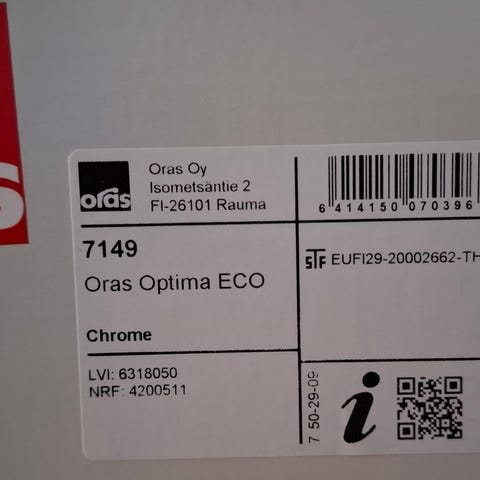 oras
Oras Oy
Isometsäntie 2
FI-26101 Rauma
6 414150 070396
7149
Oras Optima ECO
STF EUFI29-20002662-TH
Chrome
LVI: 6318050
NRF: 4200511
7 50-29-09
i